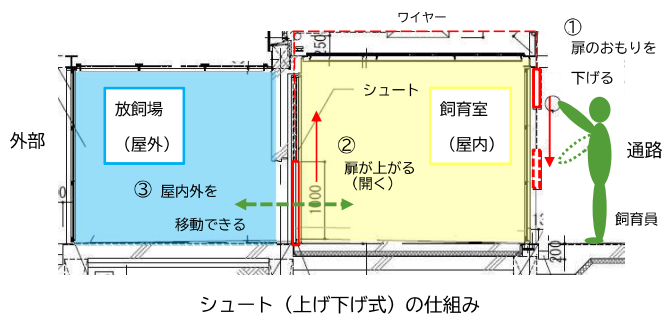 ワイヤー
①
扉のおもりを
下げる
250
シュート
放飼場
（屋外）
飼育室
（屋内）
外部
②
扉が上がる
（開く）
通路
③ 屋内外を
移動できる
1000
飼育員
200
シュート（上げ下げ式）の仕組み